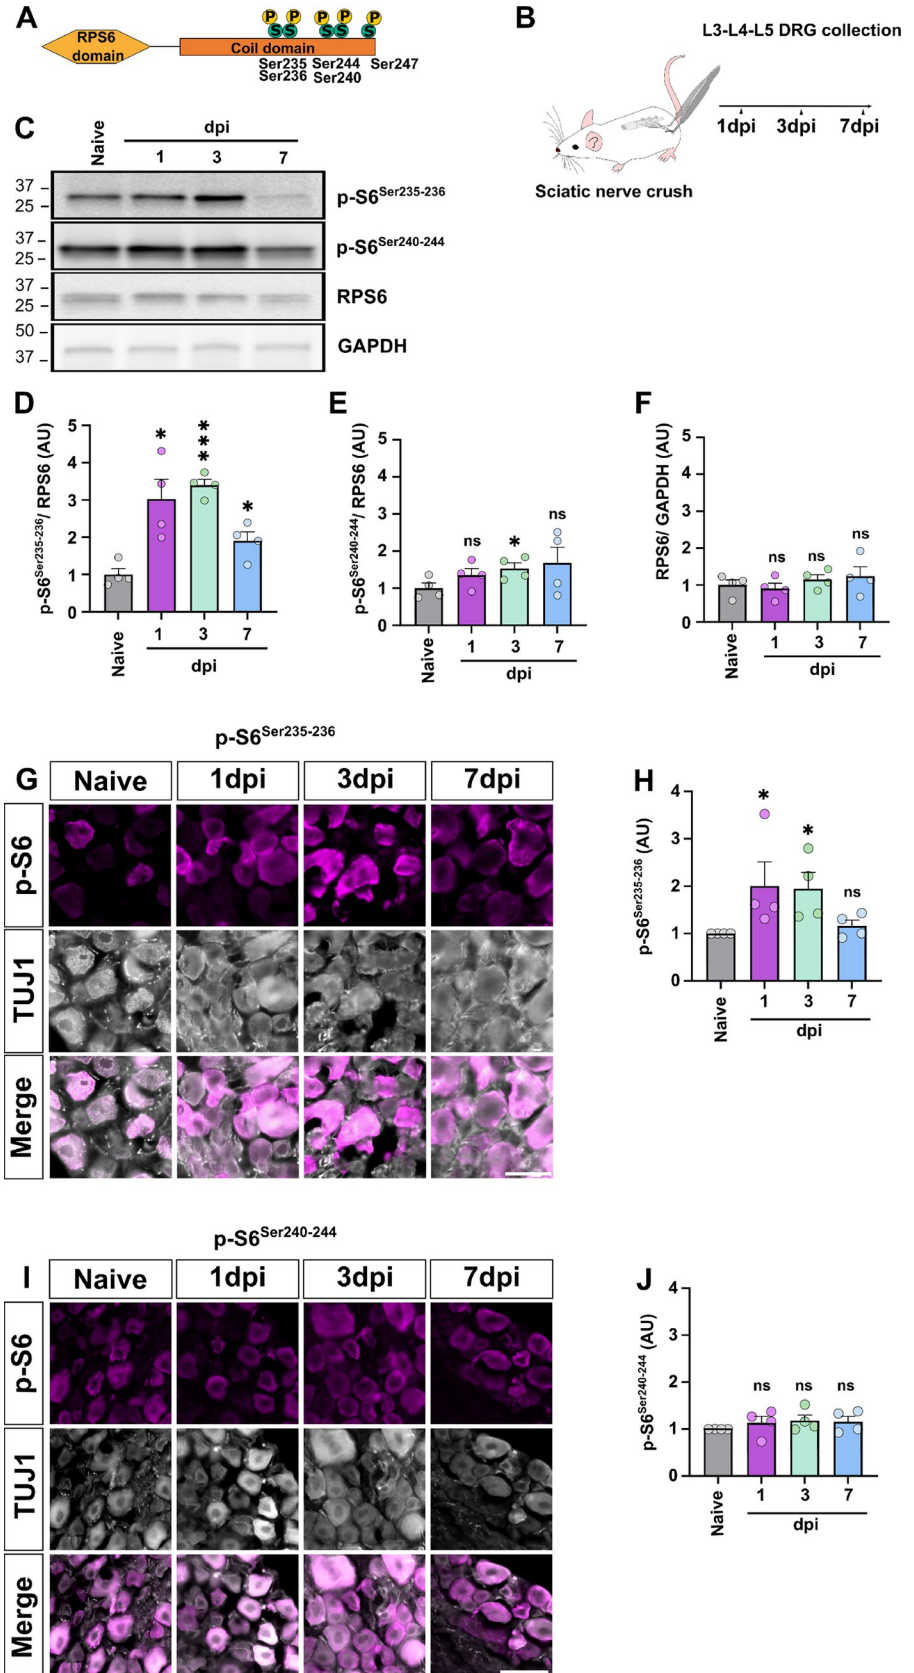 A
P P P P P
S S S S S
RPS6
domain
Coil domain
Ser235 Ser244 Ser247
Ser236 Ser240
B
L3-L4-L5 DRG collection
1dpi 3dpi 7dpi
Sciatic nerve crush
C
Naive
dpi
1 3 7
37
25
p-S6Ser235-236
37
25
p-S6Ser240-244
37
25
RPS6
50
37
GAPDH
D
p-S6Ser235-236/ RPS6 (AU)
5
4
3
2
1
0
* *** *
Naive 1 3 7
dpi
E
p-S6Ser240-244/ RPS6 (AU)
5
4
3
2
1
0
ns * ns
Naive 1 3 7
dpi
F
RPS6/ GAPDH (AU)
5
4
3
2
1
0
ns ns ns
Naive 1 3 7
dpi
p-S6Ser235-236
G
Naive 1dpi 3dpi 7dpi
p-S6
TUJ1
Merge
H
p-S6Ser235-236 (AU)
4
3
2
1
0
* * ns
Naive 1 3 7
dpi
p-S6Ser240-244
I
Naive 1dpi 3dpi 7dpi
p-S6
TUJ1
Merge
J
p-S6Ser240-244 (AU)
4
3
2
1
0
ns ns ns
Naive 1 3 7
dpi